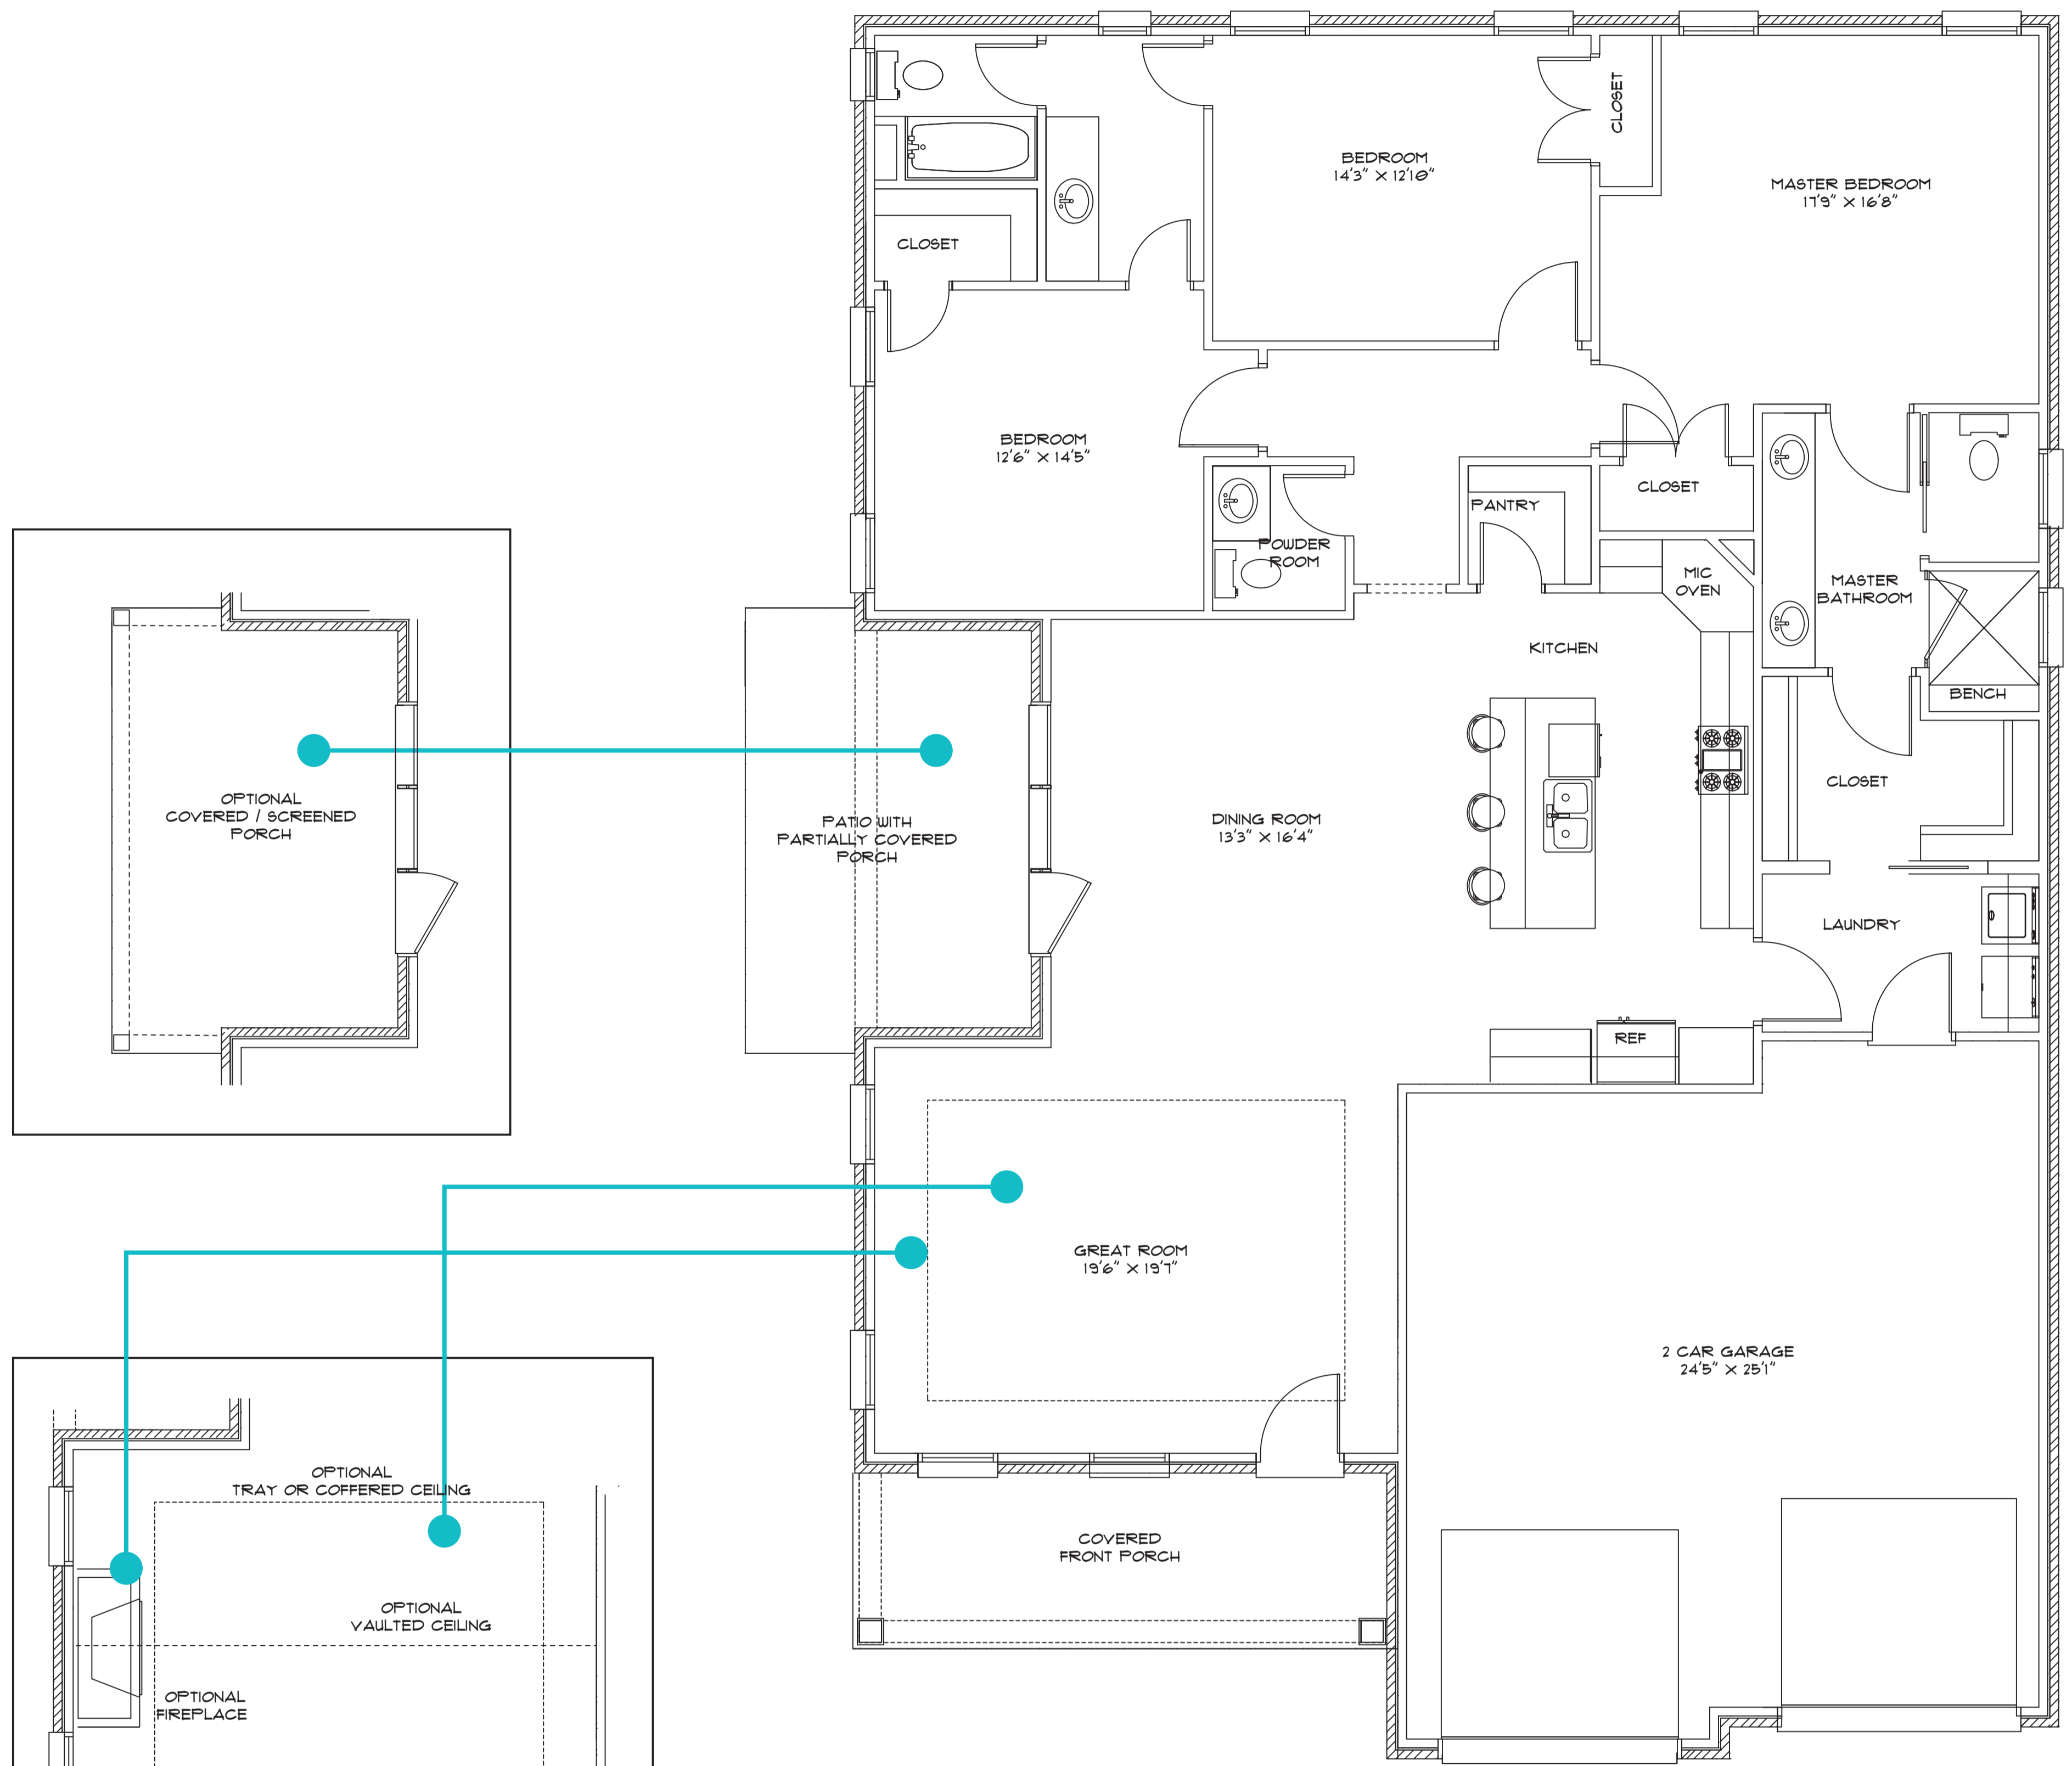 CLOSET
BEDROOM
14'3" X 12'10"
MASTER BEDROOM
17'9" X 16'8"
CLOSET
BEDROOM
12'6" X 14'5"
CLOSET
PANTRY
POWDER
ROOM
MIC
OVEN
MASTER
BATHROOM
KITCHEN
BENCH
CLOSET
OPTIONAL
COVERED / SCREENED
PORCH
PATIO WITH
PARTIALLY COVERED
PORCH
DINING ROOM
13'3" X 16'4"
LAUNDRY
REF
GREAT ROOM
19'6" X 19'7"
2 CAR GARAGE
24'5" X 25'1"
OPTIONAL
TRAY OR COFFERED CEILING
COVERED
FRONT PORCH
OPTIONAL
VAULTED CEILING
OPTIONAL
FIREPLACE